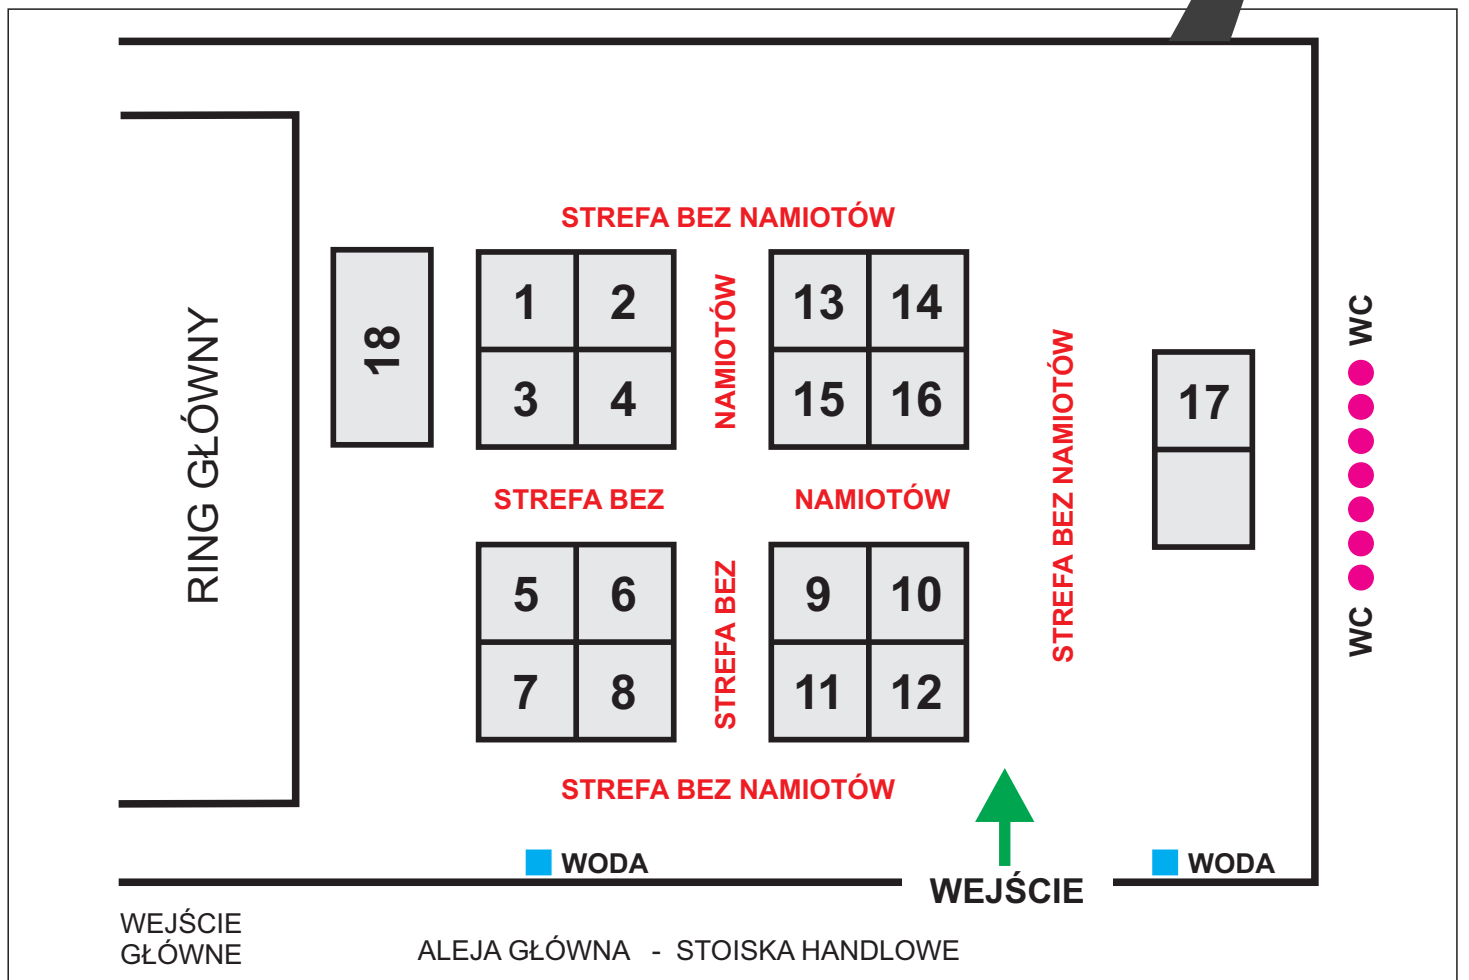 STREFA BEZ NAMIOTÓW
RING GŁÓWNY
18
1 2
3 4
NAMIOTÓW
13 14
15 16
STREFA BEZ NAMIOTÓW
17
WC
WC
STREFA BEZ NAMIOTÓW
5 6
7 8
STREFA BEZ
9 10
11 12
STREFA BEZ NAMIOTÓW
WODA
WEJŚCIE
WODA
WEJŚCIE
GŁÓWNE
ALEJA GŁÓWNA - STOISKA HANDLOWE